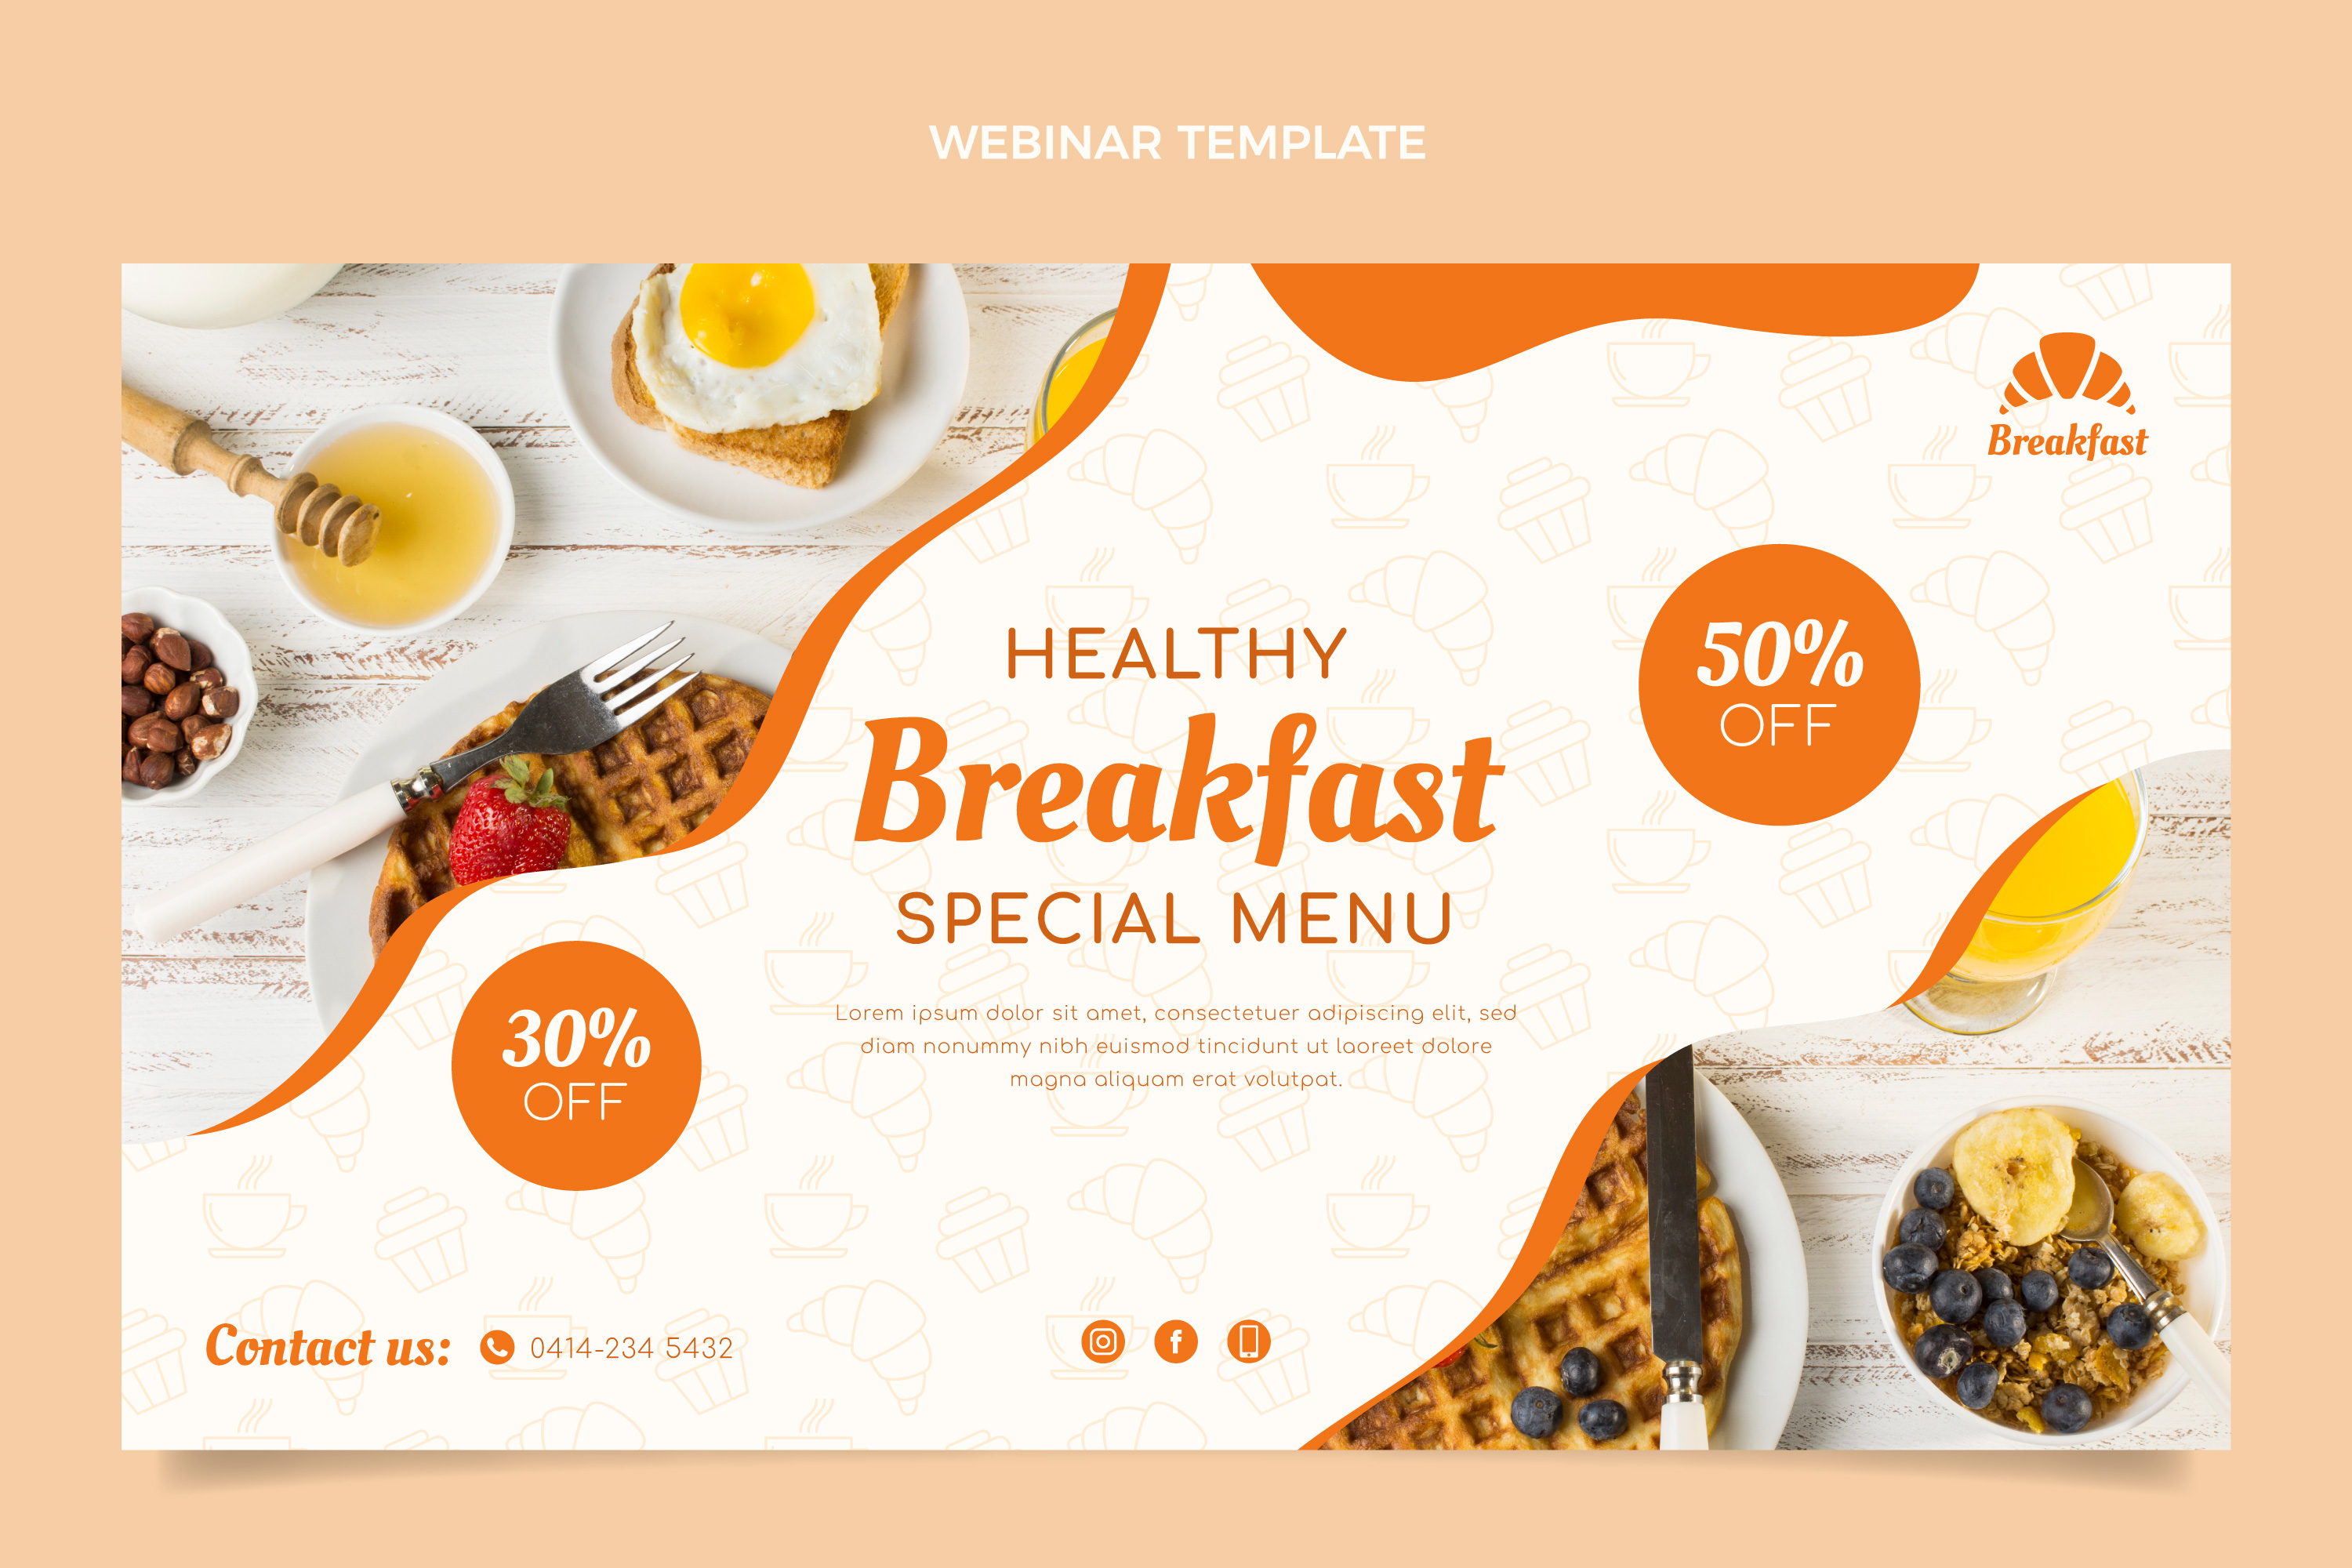 WEBINAR TEMPLATE
Breakfast
HEALTHY
Breakfast
SPECIAL MENU
50%
OFF
30%
OFF
Lorem ipsum dolor sit amet, consectetuer adipiscing elit, sed
diam nonummy nibh euismod tincidunt ut laoreet dolore
magna aliquam erat volutpat.
Contact us: 0414-234 5432